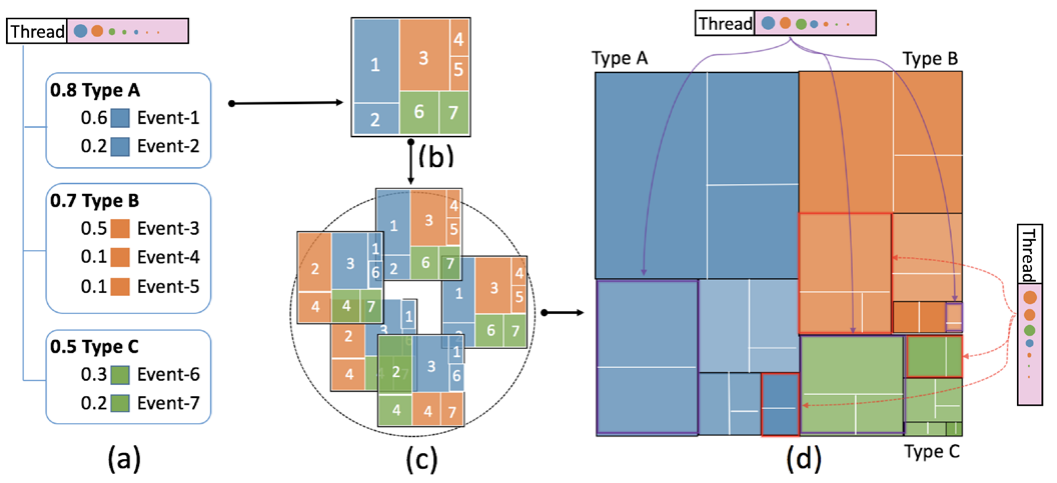 Thread
0.8 Type A
0.6 Event-1
0.2 Event-2
0.7 Type B
0.5 Event-3
0.1 Event-4
0.1 Event-5
0.5 Type C
0.3 Event-6
0.2 Event-7
(a)
1 3 4
5
2 6 7
(b)
1 3 4
5
2 6 7
2 3 1
6
4 4 7
1 3 4
5
2 6 7
2 3 1
4
2 3 1
6
4 4 7
(c)
Thread
Type A
Type B
Thread
Type C
(d)